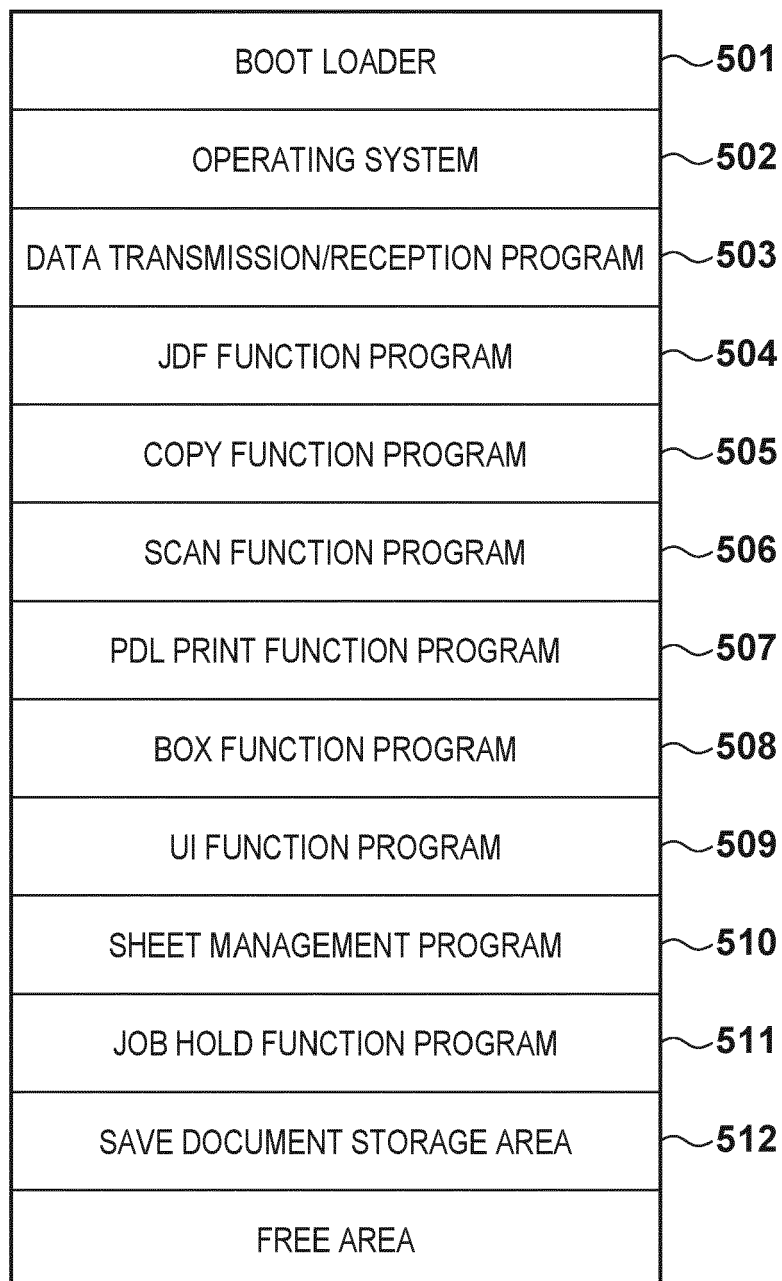 BOOT LOADER 501
OPERATING SYSTEM 502
DATA TRANSMISSION/RECEPTION PROGRAM 503
JDF FUNCTION PROGRAM 504
COPY FUNCTION PROGRAM 505
SCAN FUNCTION PROGRAM 506
PDL PRINT FUNCTION PROGRAM 507
BOX FUNCTION PROGRAM 508
UI FUNCTION PROGRAM 509
SHEET MANAGEMENT PROGRAM 510
JOB HOLD FUNCTION PROGRAM 511
SAVE DOCUMENT STORAGE AREA 512
FREE AREA